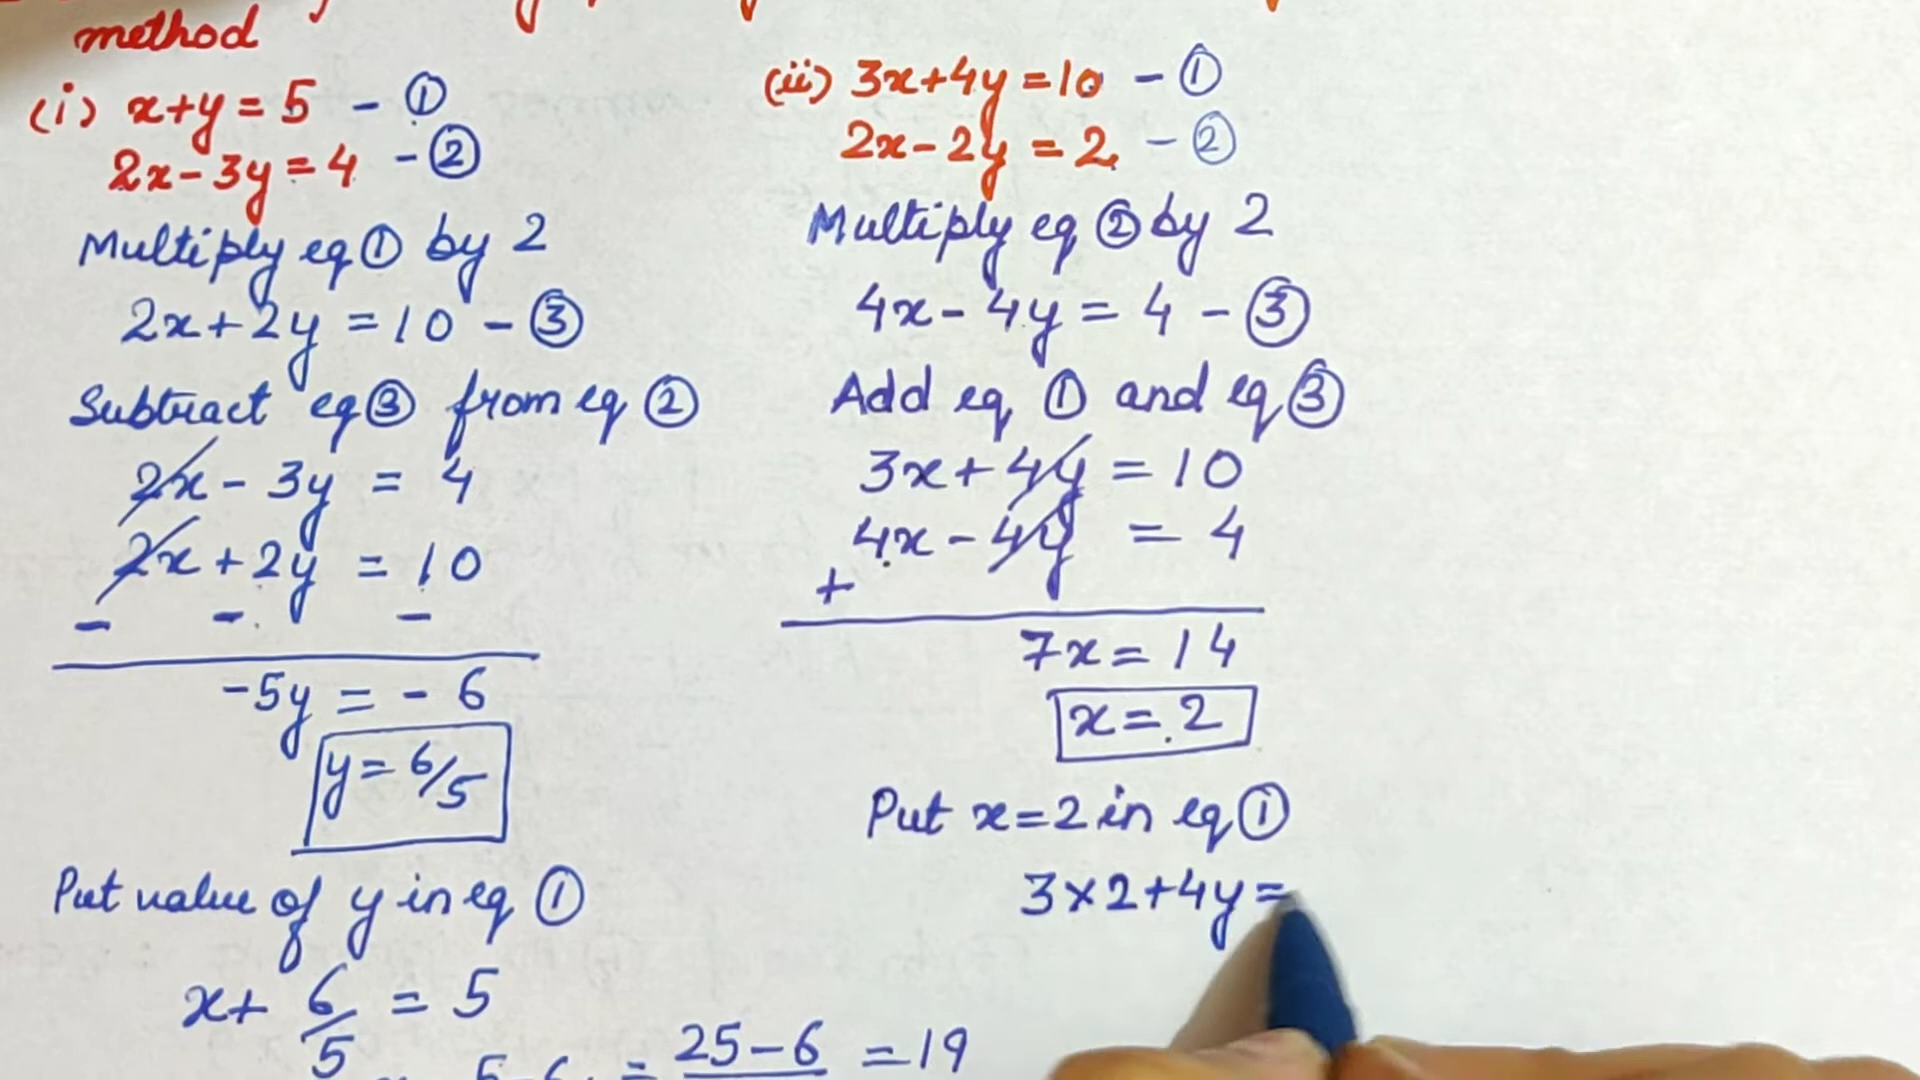 method
(i) x+y = 5 - ①
2x-3y = 4 - ②
Multiply eq ① by 2
2x+2y = 10 - ③
Subtract eq ③ from eq ②
2x - 3y = 4
2x + 2y = 10
- - -
-5y = - 6
y = 6/5
Put value of y in eq ①
x+ 6/5 = 5
= 25-6 = 19
(ii) 3x+4y = 10 - ①
2x-2y = 2 - ②
Multiply eq ② by 2
4x - 4y = 4 - ③
Add eq ① and eq ③
3x + 4y = 10
4x - 4y = 4
+
7x = 14
x = 2
Put x=2 in eq ①
3×2+4y=